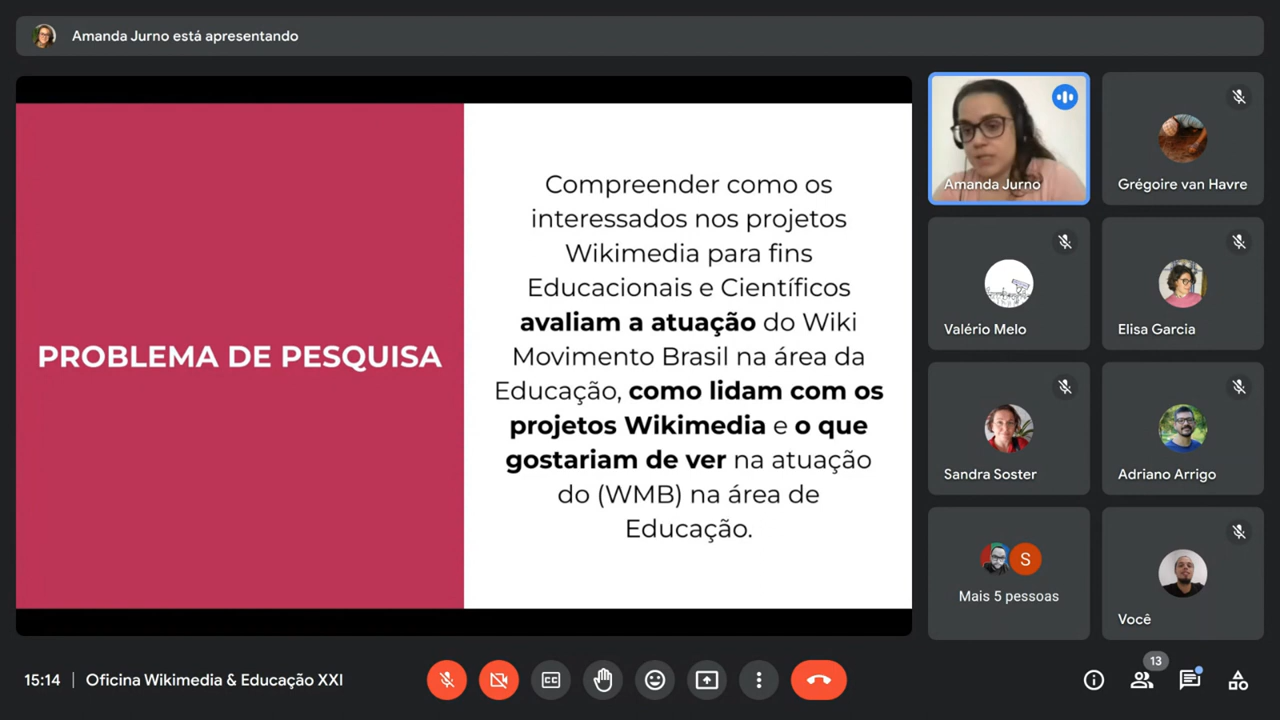 Amanda Jurno está apresentando
PROBLEMA DE PESQUISA
Compreender como os
interessados nos projetos
Wikimedia para fins
Educacionais e Científicos
avaliam a atuação do Wiki
Movimento Brasil na área da
Educação, como lidam com os
projetos Wikimedia e o que
gostariam de ver na atuação
do (WMB) na área de
Educação.
Amanda Jurno
Grégoire van Havre
Valério Melo
Elisa Garcia
Sandra Soster
Adriano Arrigo
S
Mais 5 pessoas
Você
15:14 | Oficina Wikimedia & Educação XXI
CC
13